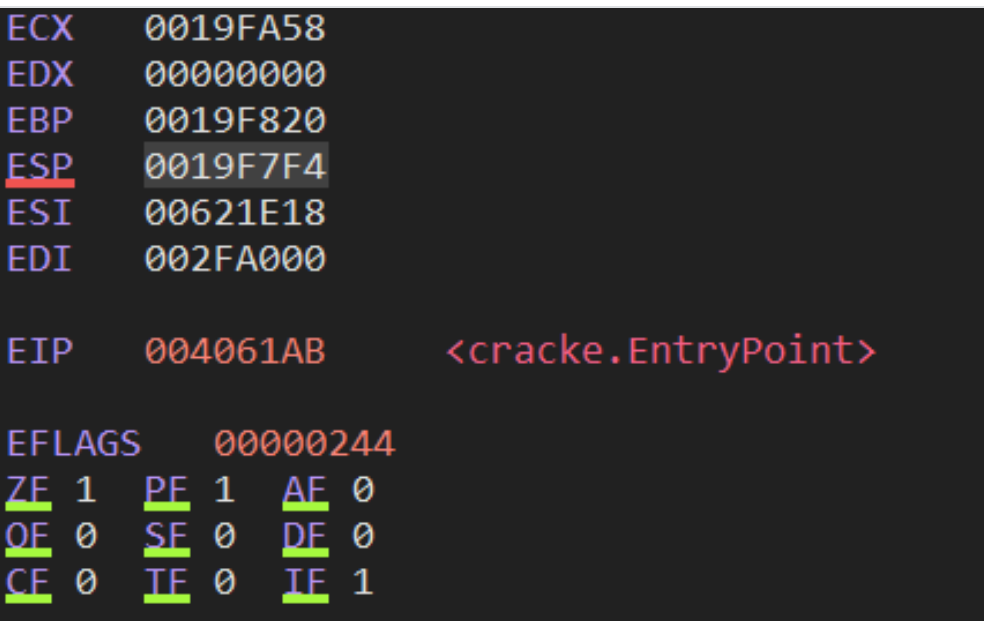 ECX 0019FA58
EDX 00000000
EBP 0019F820
ESP 0019F7F4
ESI 00621E18
EDI 002FA000
EIP 004061AB <cracke.EntryPoint>
EFLAGS 00000244
ZF 1 PF 1 AF 0
OF 0 SF 0 DF 0
CF 0 TF 0 IF 1